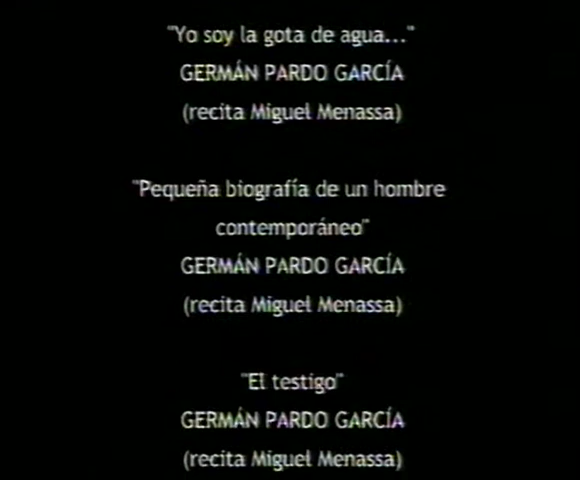 "Yo soy la gota de agua..."
GERMÁN PARDO GARCÍA
(recita Miguel Menassa)
"Pequeña biografía de un hombre
contemporáneo"
GERMÁN PARDO GARCÍA
(recita Miguel Menassa)
"El testigo"
GERMÁN PARDO GARCÍA
(recita Miguel Menassa)